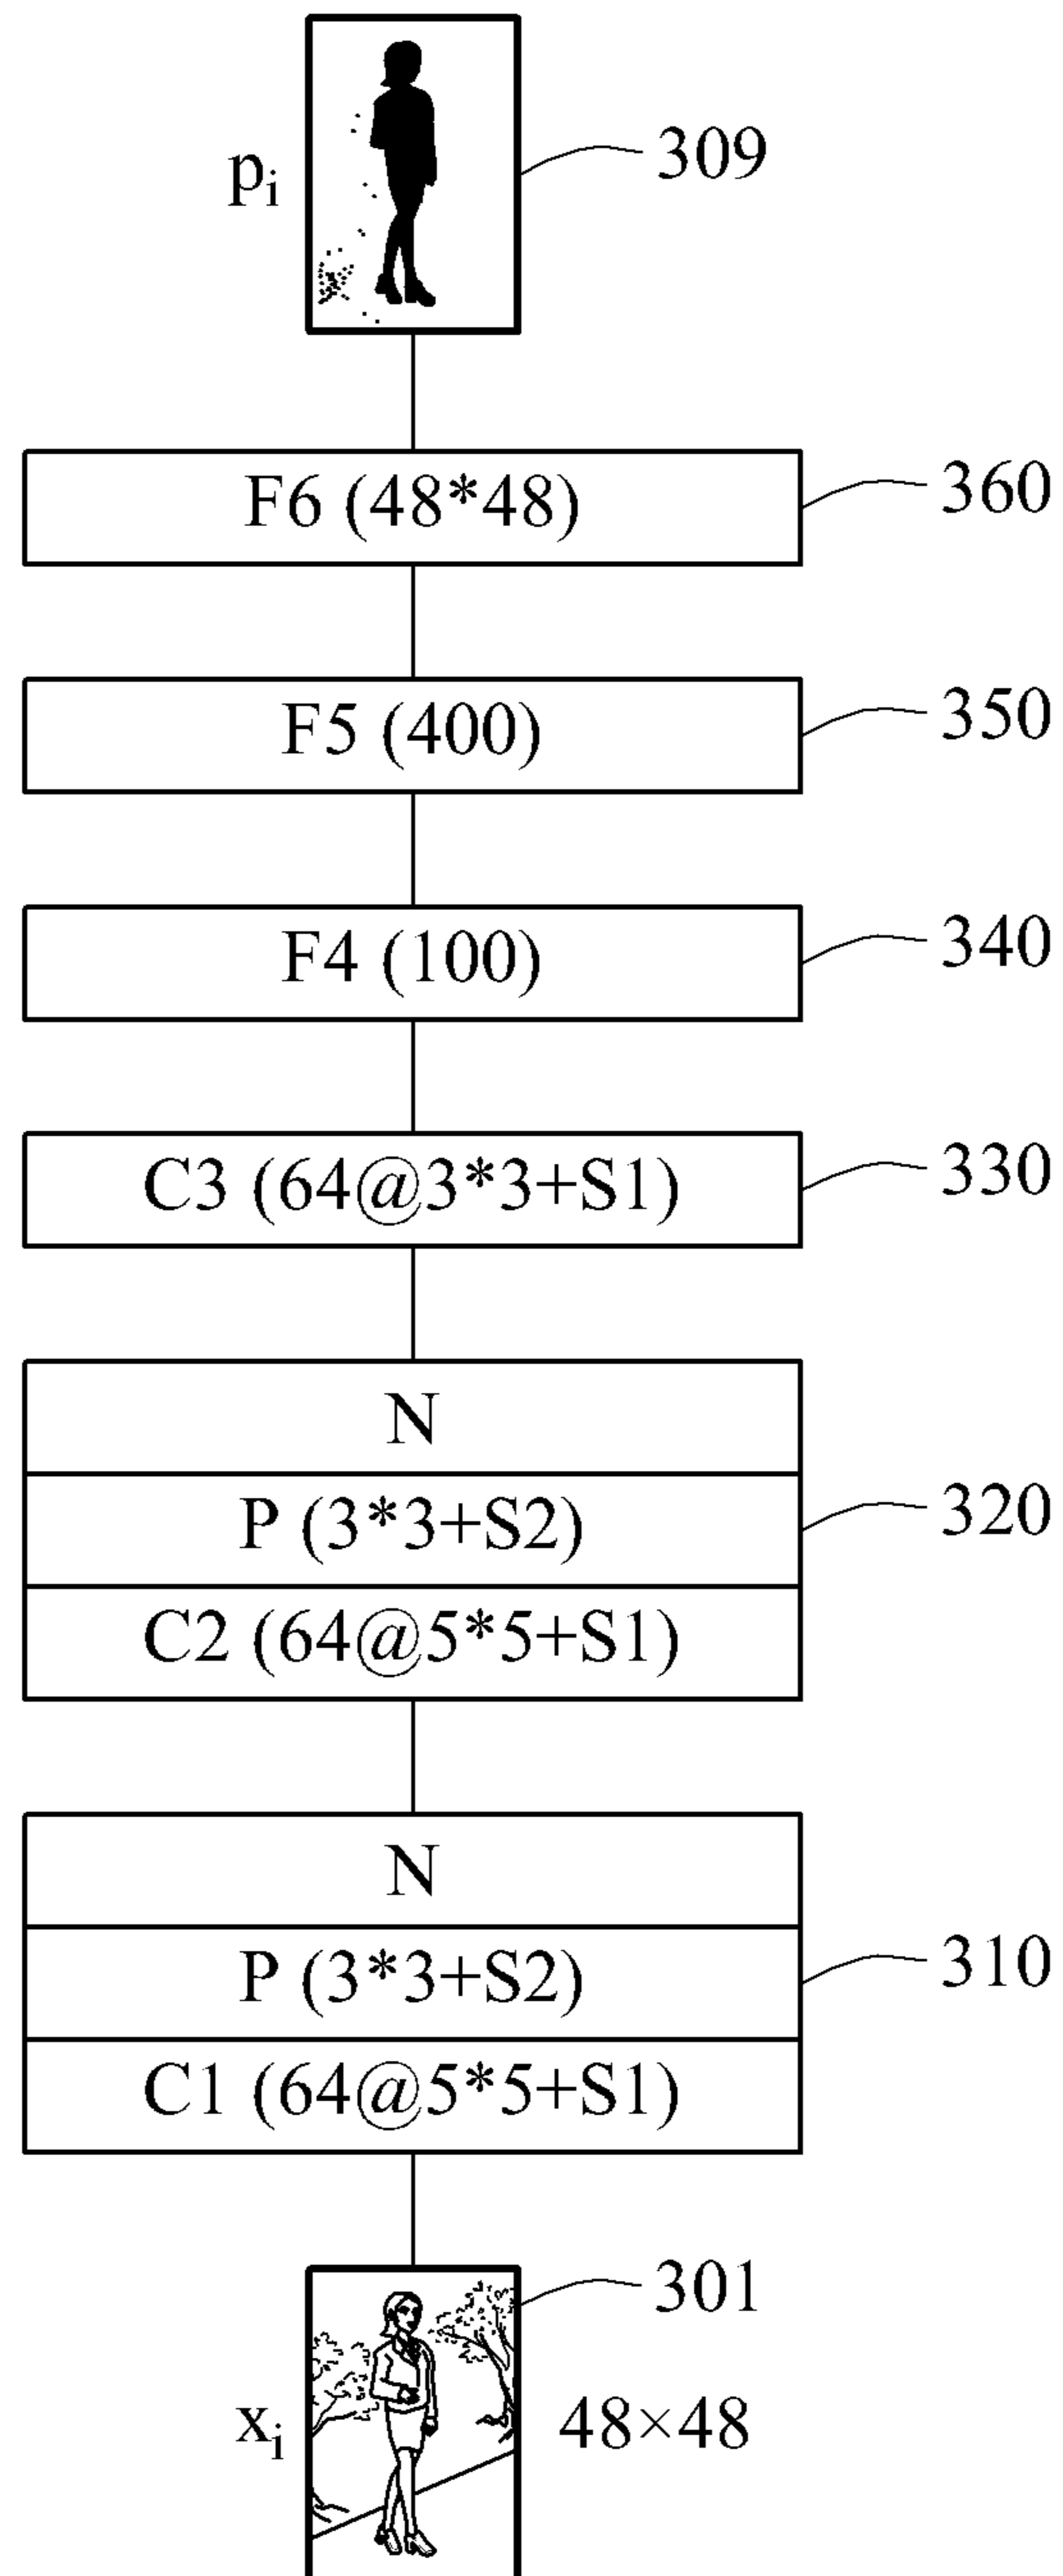 309
pi
F6 (48*48)
360
F5 (400)
350
F4 (100)
340
C3 (64@3*3+S1)
330
N
P (3*3+S2)
320
C2 (64@5*5+S1)
N
P (3*3+S2)
310
C1 (64@5*5+S1)
301
xi
48×48